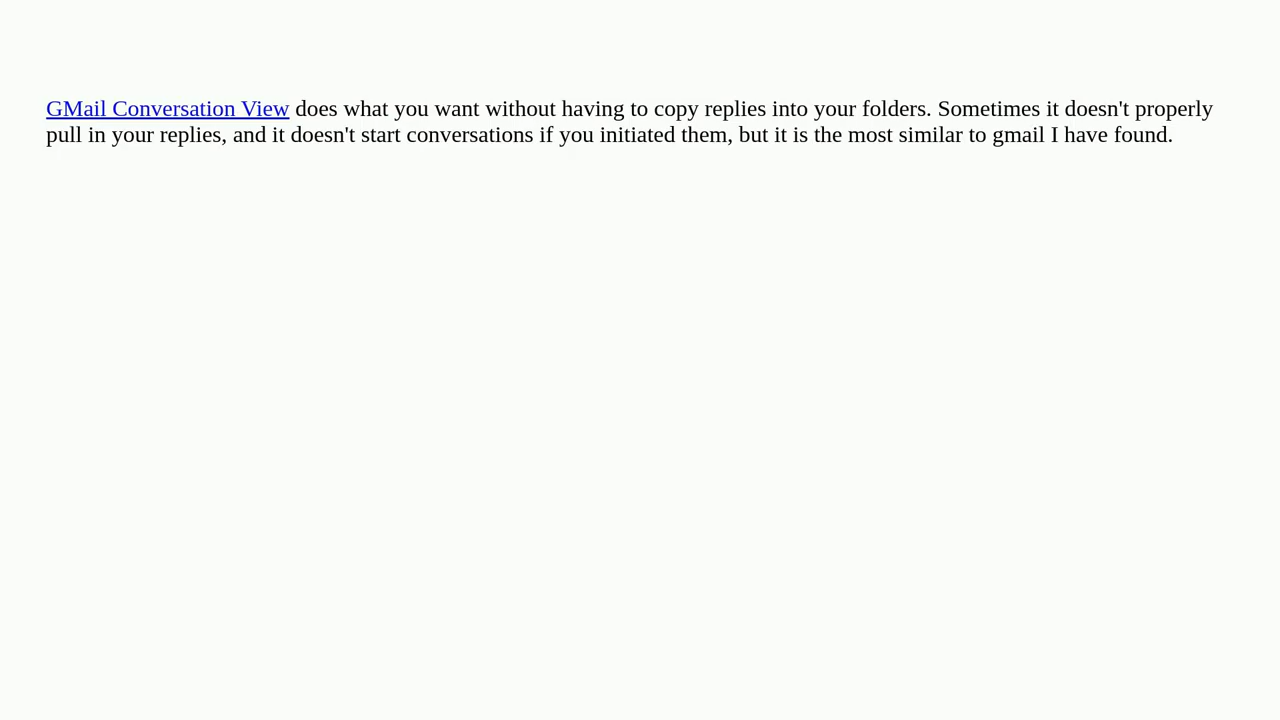 GMail Conversation View does what you want without having to copy replies into your folders. Sometimes it doesn't properly
pull in your replies, and it doesn't start conversations if you initiated them, but it is the most similar to gmail I have found.